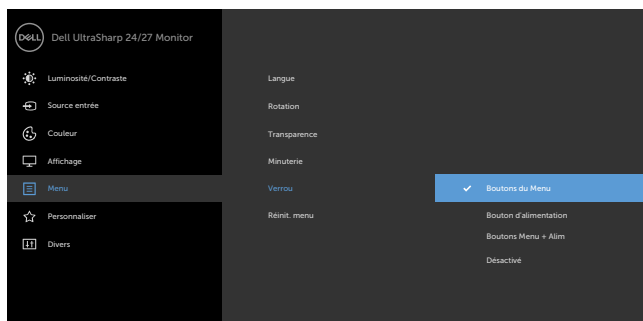 DELL Dell UltraSharp 24/27 Monitor
Luminosité/Contraste
Source entrée
Couleur
Affichage
Menu
Personnaliser
Divers
Langue
Rotation
Transparence
Minuterie
Verrou
Réinit. menu
Boutons du Menu
Bouton d'alimentation
Boutons Menu + Alim
Désactivé